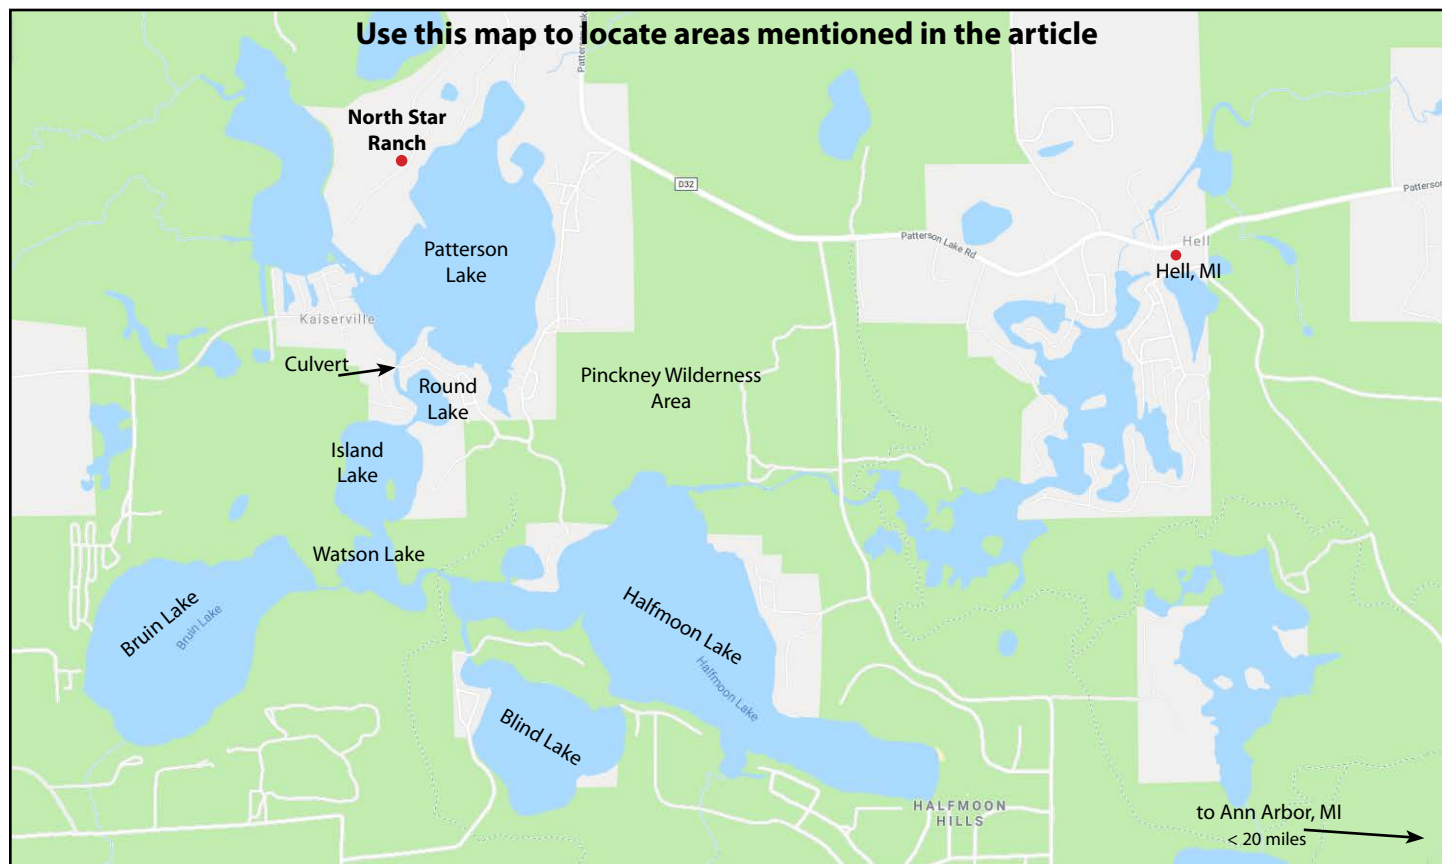 Use this map to locate areas mentioned in the article
North Star
Ranch
D32
Patterson Lake Rd
Patterson
Hell
Hell, MI
Patterson
Lake
Kaiserville
Culvert
Round
Lake
Pinckney Wilderness
Area
Island
Lake
Watson Lake
Bruin Lake
Bruin Lake
Halfmoon Lake
Halfmoon Lake
Blind Lake
HALFMOON
HILLS
to Ann Arbor, MI
< 20 miles